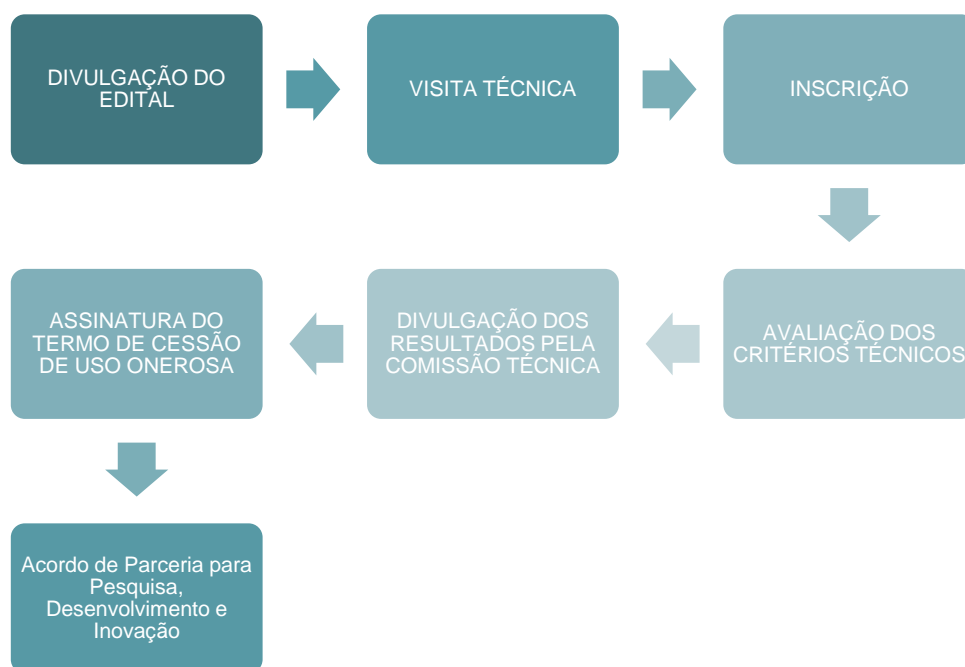 DIVULGAÇÃO DO
EDITAL
VISITA TÉCNICA
INSCRIÇÃO
AVALIAÇÃO DOS
CRITÉRIOS TÉCNICOS
DIVULGAÇÃO DOS
RESULTADOS PELA
COMISSÃO TÉCNICA
ASSINATURA DO
TERMO DE CESSÃO
DE USO ONEROSA
Acordo de Parceria para
Pesquisa,
Desenvolvimento e
Inovação